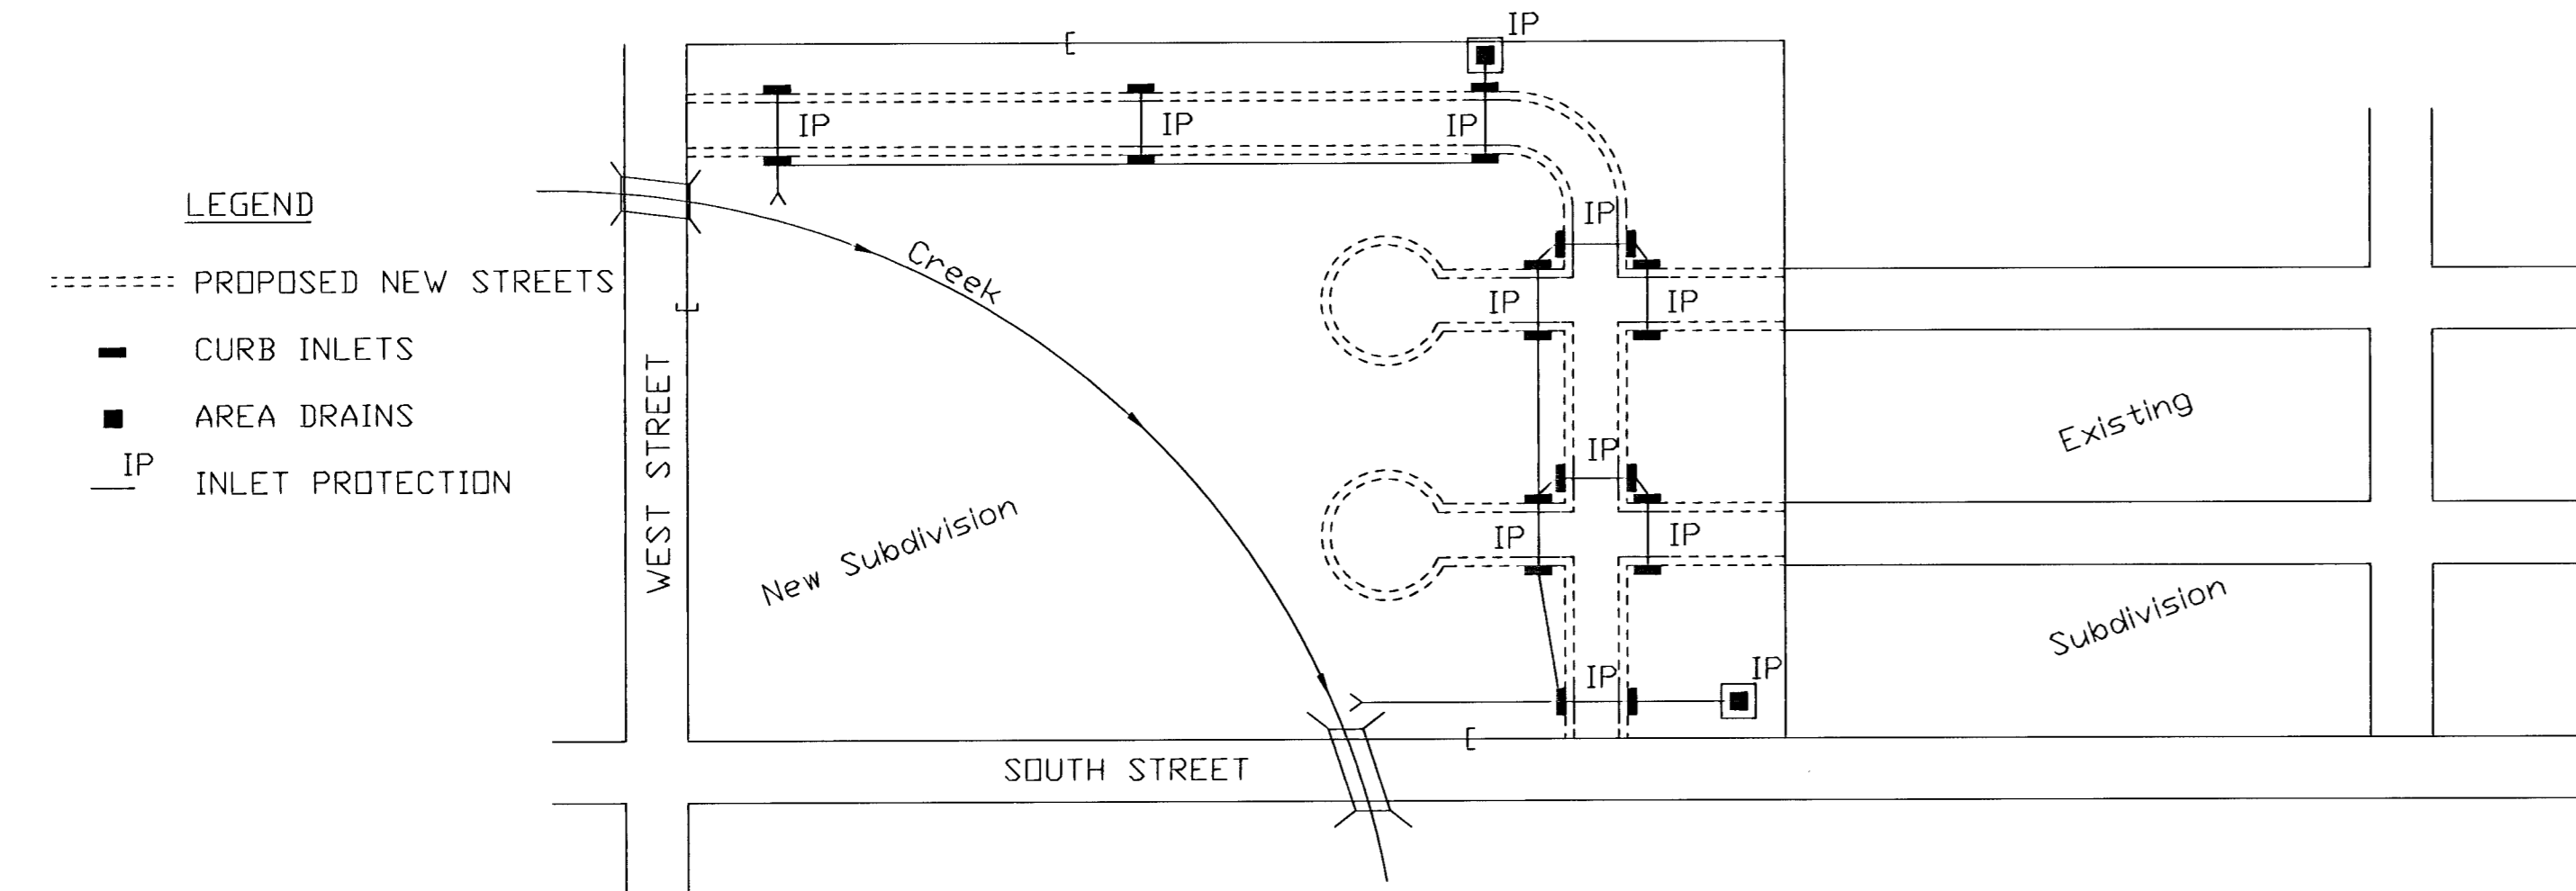 IP
IP
IP
IP
LEGEND
PROPOSED NEW STREETS
CURB INLETS
AREA DRAINS
IP
INLET PROTECTION
WEST STREET
Creek
New Subdivision
IP
IP
IP
IP
IP
IP
IP
IP
Existing
Subdivision
SOUTH STREET